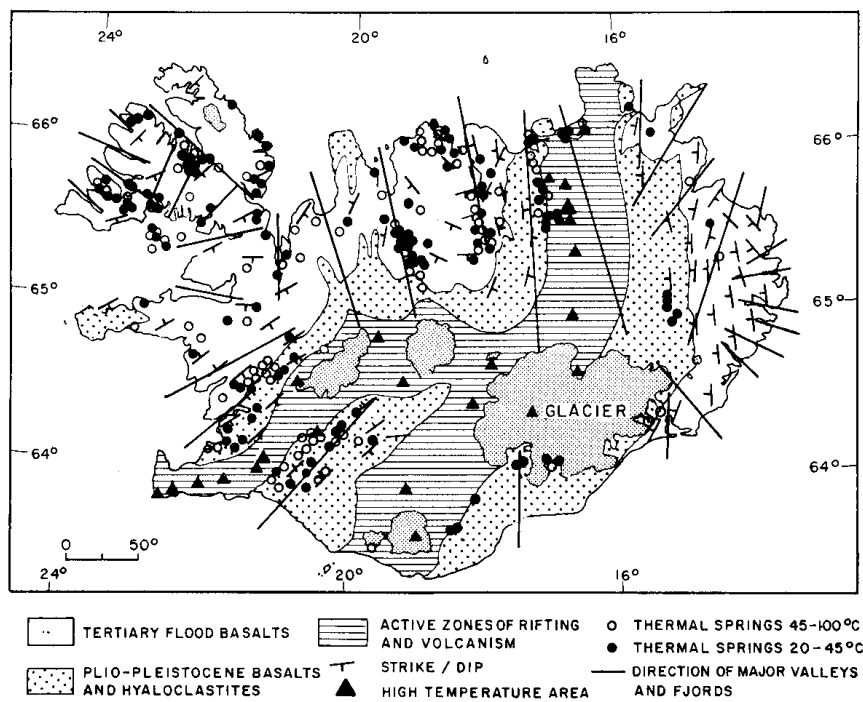 24° 20° 16°
66° 66°
65° 65°
GLACIER
64° 64°
0 50°
24° 20° 16°
TERTIARY FLOOD BASALTS
PLIO-PLEISTOCENE BASALTS
AND HYALOCLASTITES
ACTIVE ZONES OF RIFTING
AND VOLCANISM
STRIKE / DIP
HIGH TEMPERATURE AREA
THERMAL SPRINGS 45-100°C
THERMAL SPRINGS 20-45°C
DIRECTION OF MAJOR VALLEYS
AND FJORDS